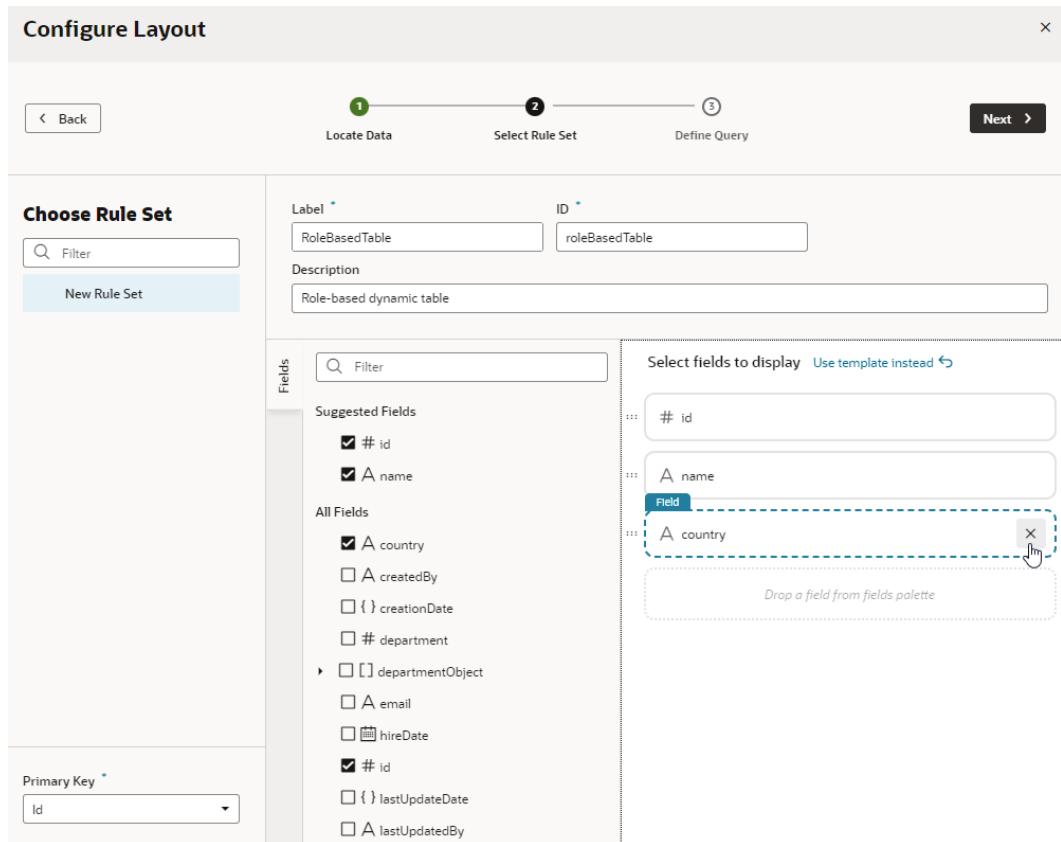 Configure Layout
×
Back
1
2
3
Next
Locate Data
Select Rule Set
Define Query
Choose Rule Set
Filter
New Rule Set
Label *
ID *
RoleBasedTable
roleBasedTable
Description
Role-based dynamic table
Fields
Filter
Suggested Fields
# id
A name
All Fields
A country
A createdBy
{ } creationDate
# department
[ ] departmentObject
A email
hireDate
# id
{ } lastUpdateDate
A lastUpdatedBy
Select fields to display Use template instead
# id
A name
Field
A country
×
Drop a field from fields palette
Primary Key *
Id